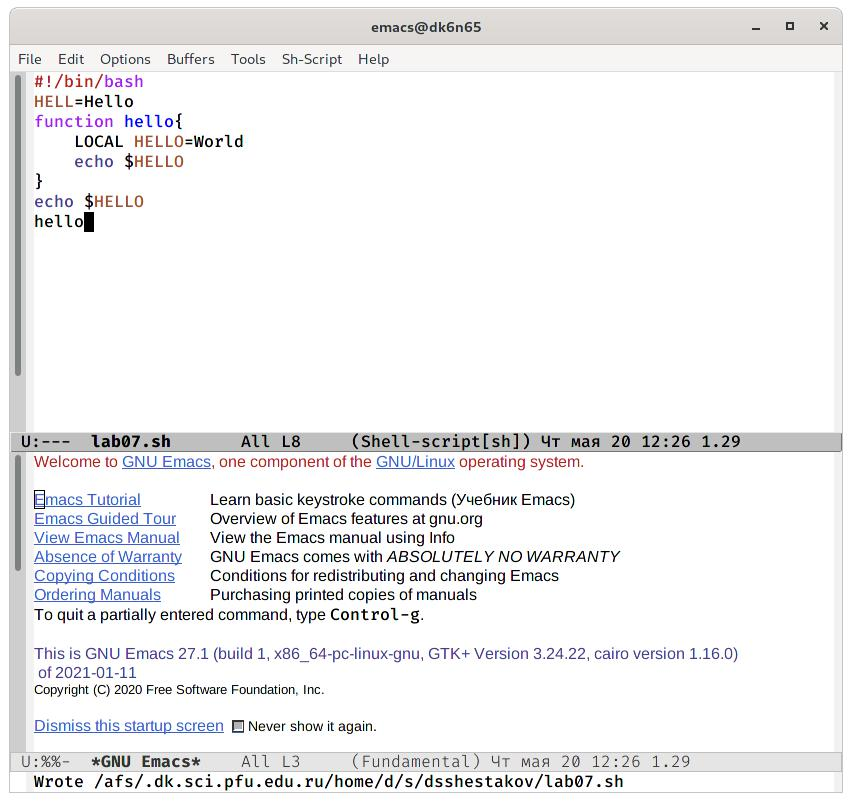 emacs@dk6n65
File Edit Options Buffers Tools Sh-Script Help
#!/bin/bash
HELL=Hello
function hello{
    LOCAL HELLO=World
    echo $HELLO
}
echo $HELLO
hello
U:---  lab07.sh       All L8     (Shell-script[sh]) Чт мая 20 12:26 1.29
Welcome to GNU Emacs, one component of the GNU/Linux operating system.
Emacs Tutorial Learn basic keystroke commands (Учебник Emacs)
Emacs Guided Tour Overview of Emacs features at gnu.org
View Emacs Manual View the Emacs manual using Info
Absence of Warranty GNU Emacs comes with ABSOLUTELY NO WARRANTY
Copying Conditions Conditions for redistributing and changing Emacs
Ordering Manuals Purchasing printed copies of manuals
To quit a partially entered command, type Control-g.
This is GNU Emacs 27.1 (build 1, x86_64-pc-linux-gnu, GTK+ Version 3.24.22, cairo version 1.16.0)
of 2021-01-11
Copyright (C) 2020 Free Software Foundation, Inc.
Dismiss this startup screen Never show it again.
U:%%-  *GNU Emacs*    All L3     (Fundamental) Чт мая 20 12:26 1.29
Wrote /afs/.dk.sci.pfu.edu.ru/home/d/s/dsshestakov/lab07.sh